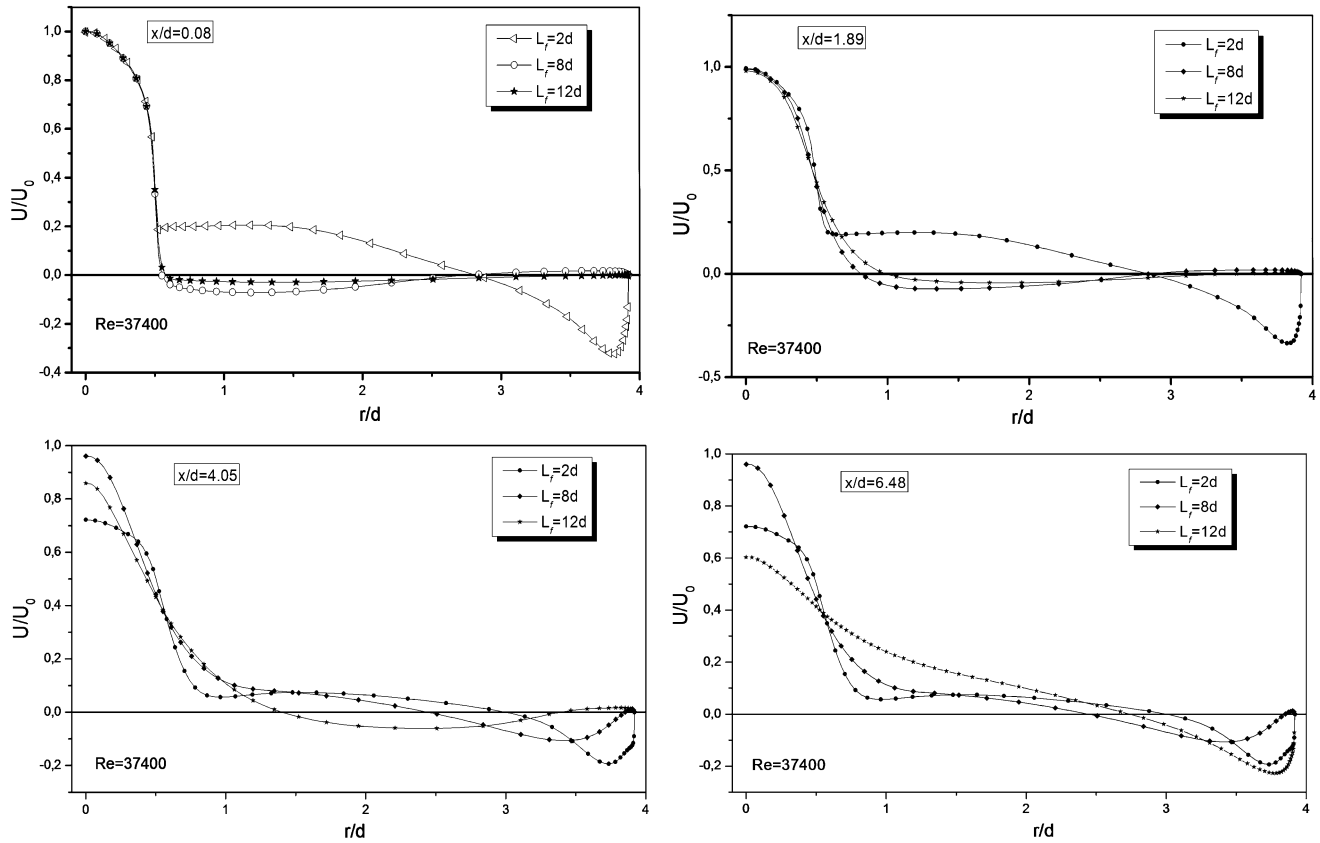 x/d=0.08
L_f=2d
L_f=8d
L_f=12d
1,0
0,8
0,6
0,4
0,2
0,0
-0,2
-0,4
U/U_0
Re=37400
0 1 2 3 4
r/d
x/d=1.89
L_f=2d
L_f=8d
L_f=12d
1,0
0,5
0,0
-0,5
U/U_0
Re=37400
0 1 2 3 4
r/d
x/d=4.05
L_f=2d
L_f=8d
L_f=12d
1,0
0,8
0,6
0,4
0,2
0,0
-0,2
U/U_0
Re=37400
0 1 2 3 4
r/d
x/d=6.48
L_f=2d
L_f=8d
L_f=12d
1,0
0,8
0,6
0,4
0,2
0,0
-0,2
U/U_0
Re=37400
0 1 2 3 4
r/d